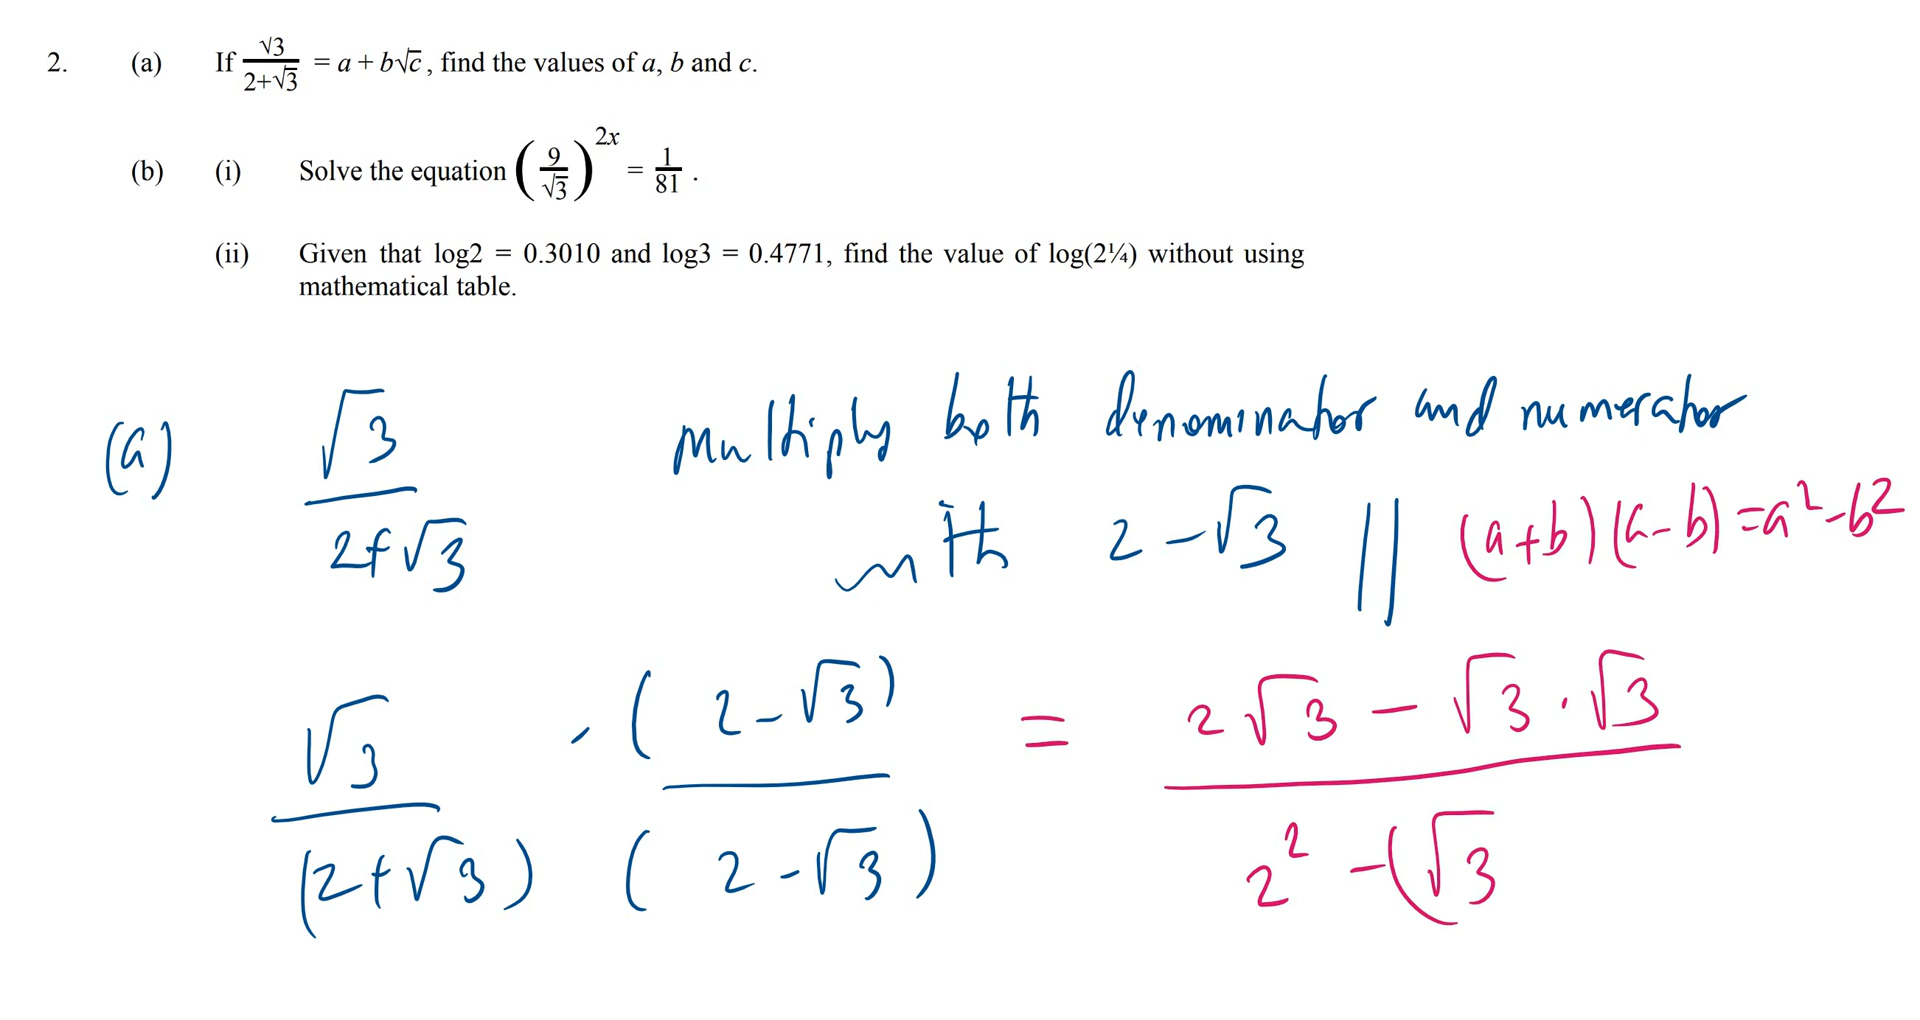 2. (a) If √3/(2+√3) = a + b√c, find the values of a, b and c.
(b) (i) Solve the equation (9/√3)^2x = 1/81 .
(ii) Given that log2 = 0.3010 and log3 = 0.4771, find the value of log(2¼) without using
mathematical table.
(a) √3/(2+√3) multiply both denominator and numerator
with 2-√3 || (a+b)(a-b)=a²-b²
√3/(2+√3) · (2-√3)/(2-√3) = (2√3 - √3·√3)/(2² -(√3